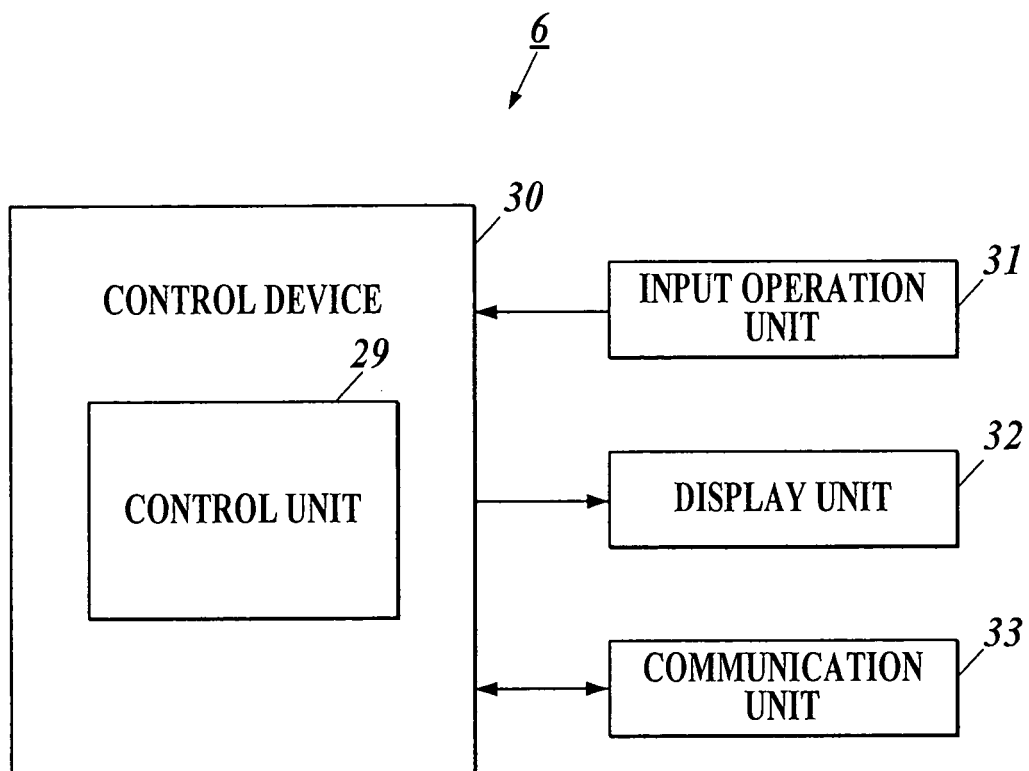 6
30
CONTROL DEVICE
29
CONTROL UNIT
31
INPUT OPERATION
UNIT
32
DISPLAY UNIT
33
COMMUNICATION
UNIT